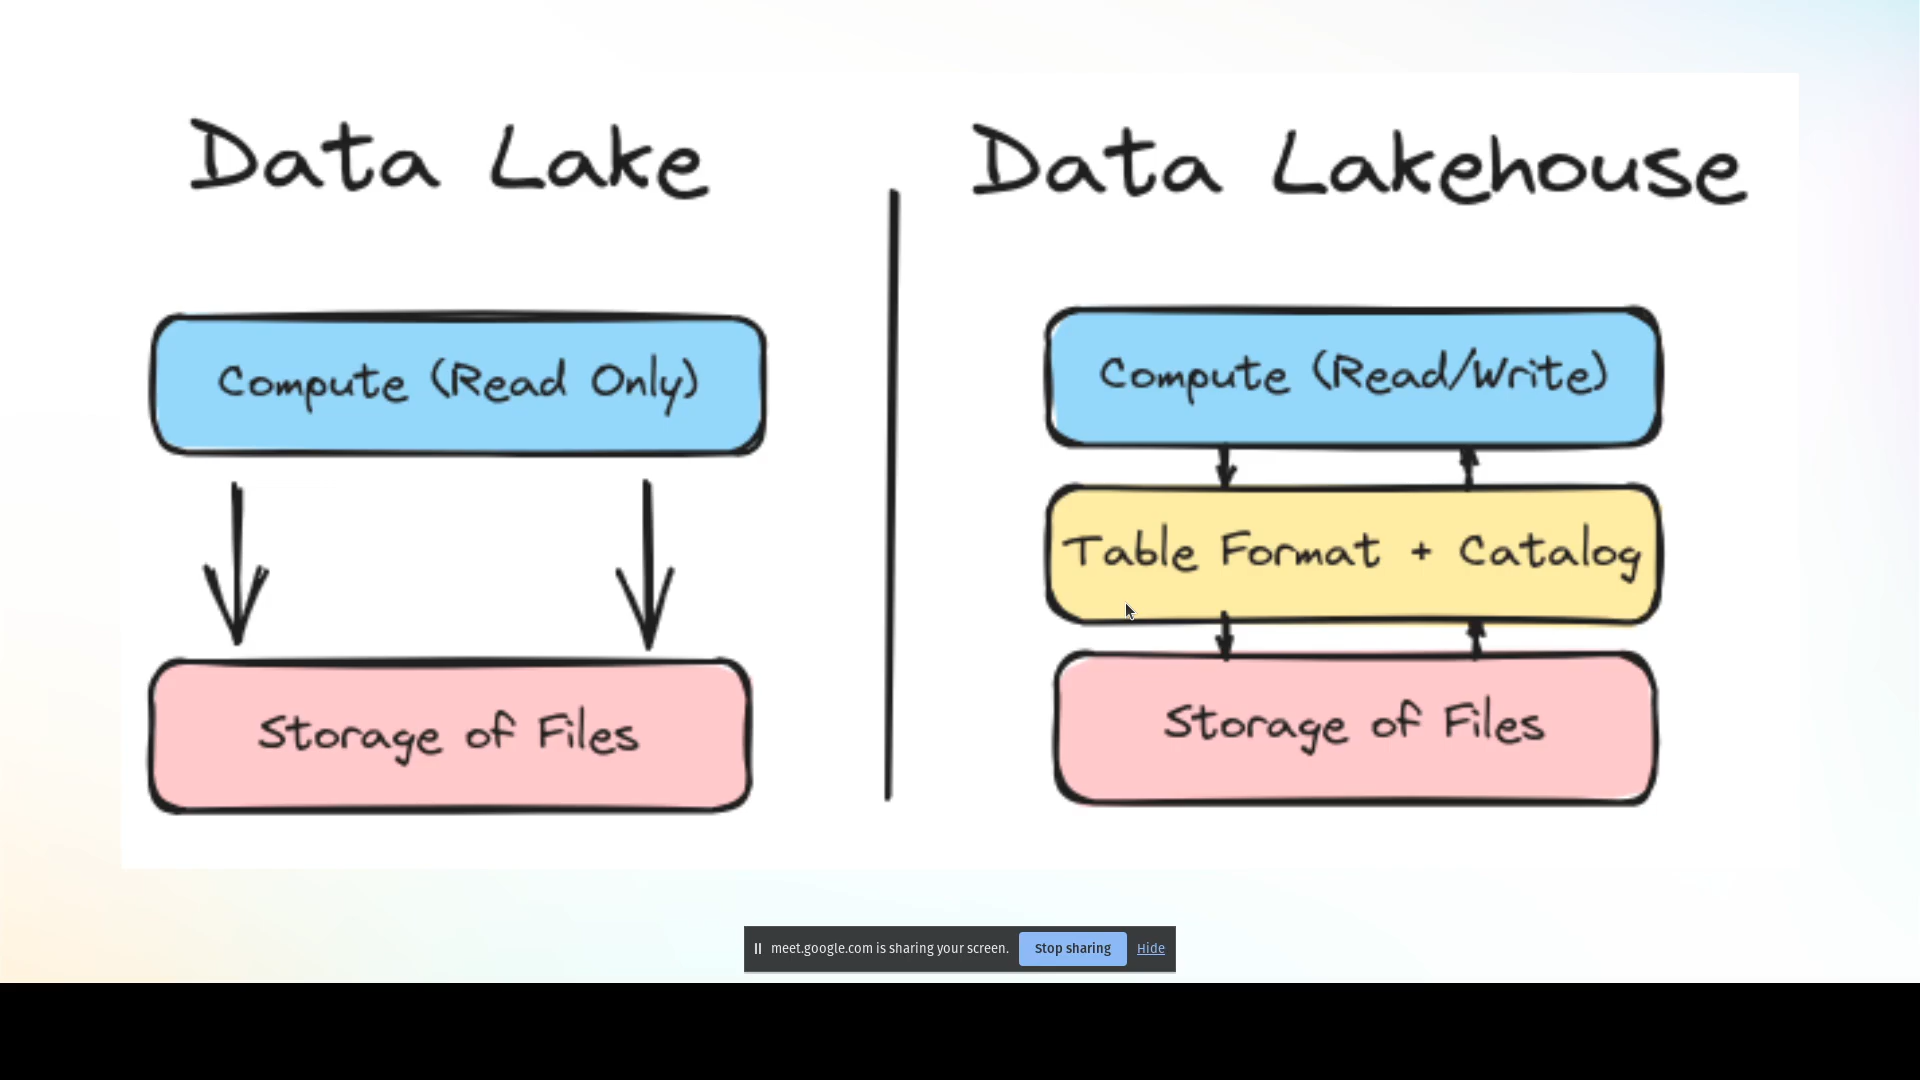 Data Lake
Compute (Read Only)
Storage of Files
Data Lakehouse
Compute (Read/Write)
Table Format + Catalog
Storage of Files
meet.google.com is sharing your screen. Stop sharing Hide